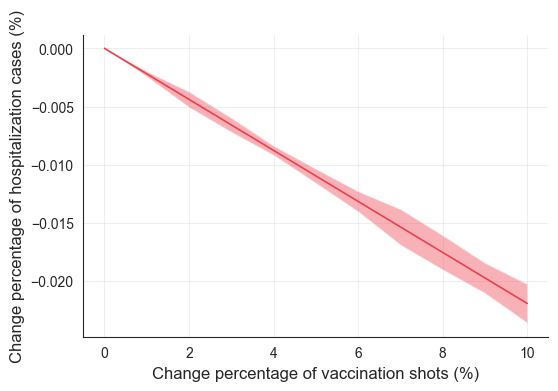 Change percentage of hospitalization cases (%)
0.000
−0.005
−0.010
−0.015
−0.020
0 2 4 6 8 10
Change percentage of vaccination shots (%)